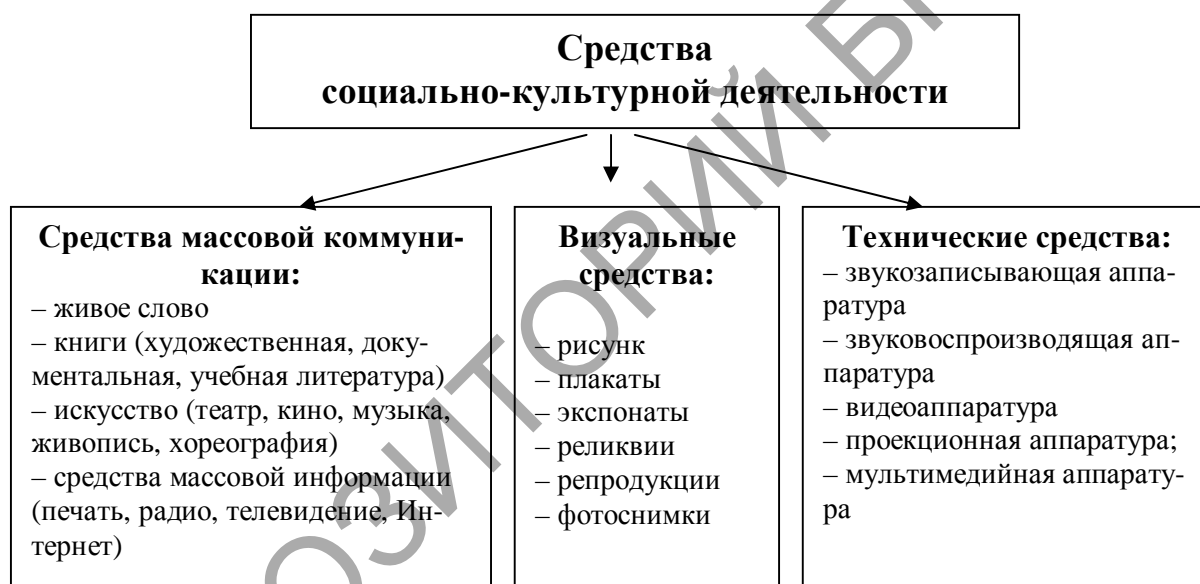 Средства
социально-культурной деятельности
Средства массовой коммуни-
кации:
– живое слово
– книги (художественная, доку-
ментальная, учебная литература)
– искусство (театр, кино, музыка,
живопись, хореография)
– средства массовой информации
(печать, радио, телевидение, Ин-
тернет)
Визуальные
средства:
– рисунк
– плакаты
– экспонаты
– реликвии
– репродукции
– фотоснимки
Технические средства:
– звукозаписывающая аппа-
ратура
– звуковоспроизводящая ап-
паратура
– видеоаппаратура
– проекционная аппаратура;
– мультимедийная аппарату-
ра
ОЗИТОРИЙ